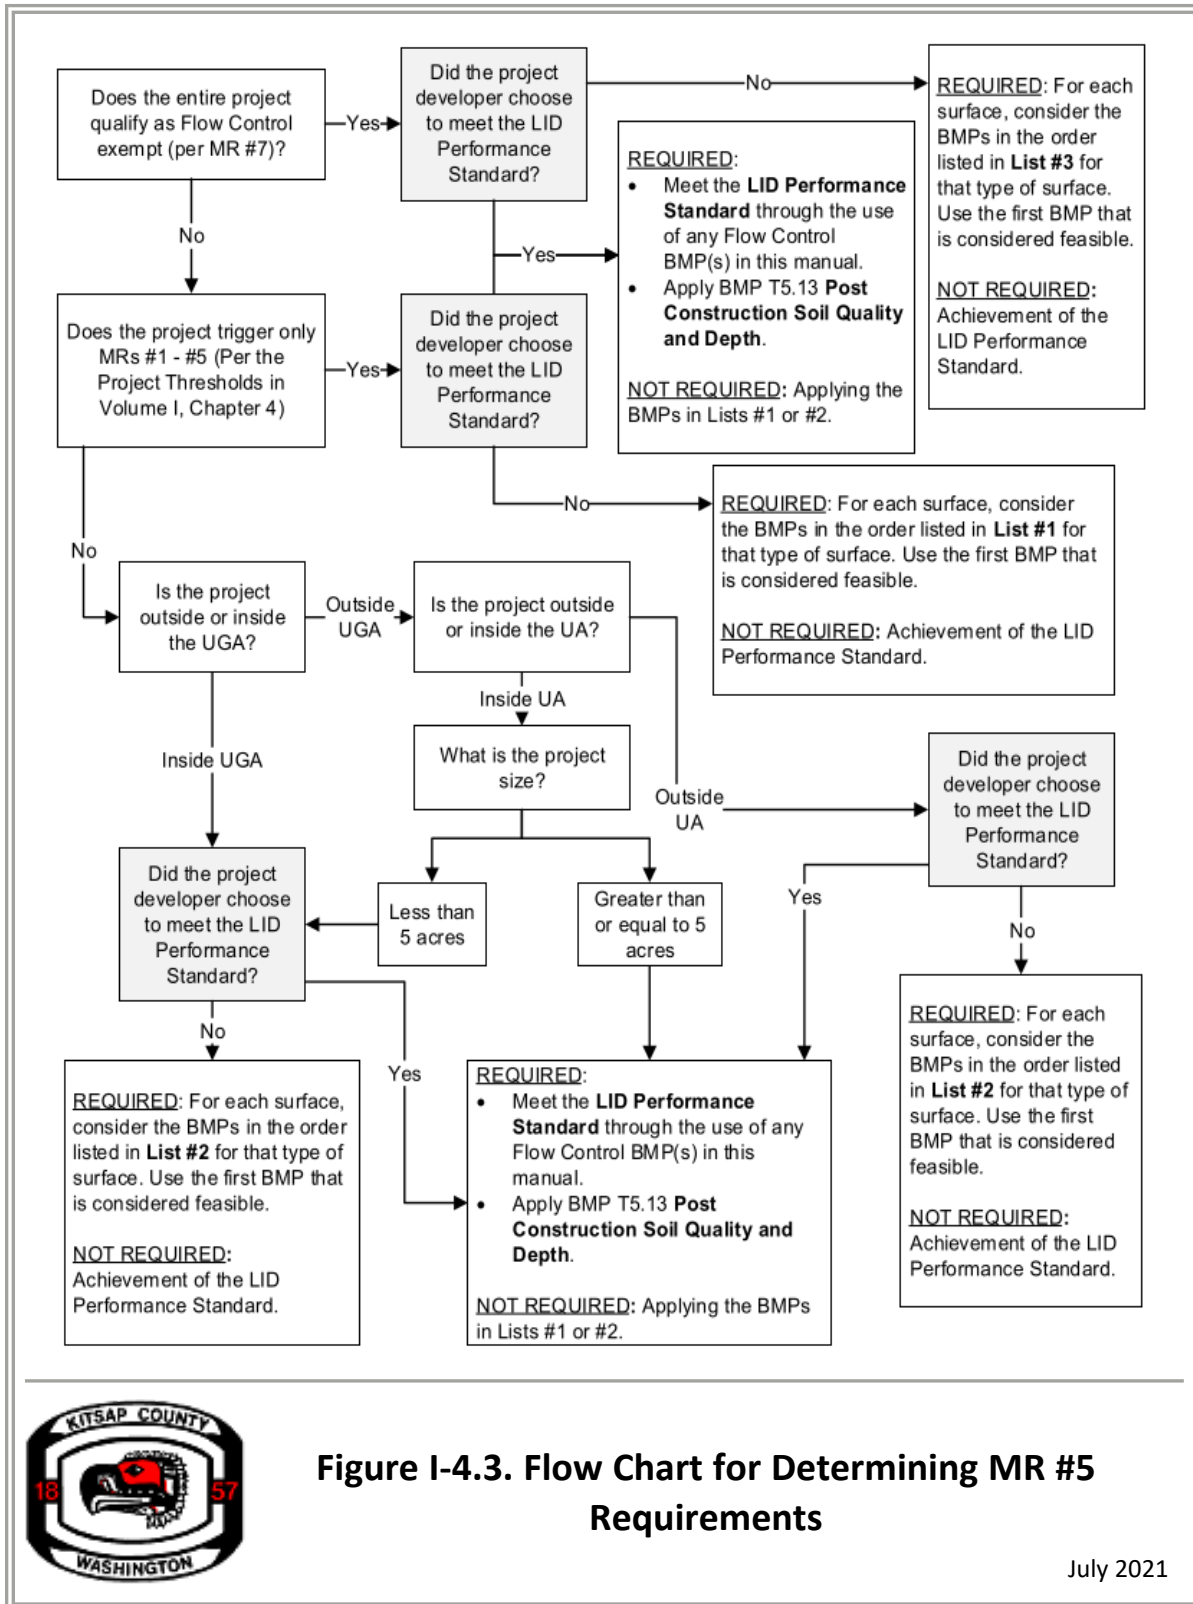 Does the entire project
qualify as Flow Control
exempt (per MR #7)?
Yes
Did the project
developer choose
to meet the LID
Performance
Standard?
No
REQUIRED: For each
surface, consider the
BMPs in the order
listed in List #3 for
that type of surface.
Use the first BMP that
is considered feasible.
NOT REQUIRED:
Achievement of the
LID Performance
Standard.
No
Yes
REQUIRED:
• Meet the LID Performance
Standard through the use
of any Flow Control
BMP(s) in this manual.
• Apply BMP T5.13 Post
Construction Soil Quality
and Depth.
NOT REQUIRED: Applying the
BMPs in Lists #1 or #2.
Does the project trigger only
MRs #1 - #5 (Per the
Project Thresholds in
Volume I, Chapter 4)
Yes
Did the project
developer choose
to meet the LID
Performance
Standard?
No
REQUIRED: For each surface, consider
the BMPs in the order listed in List #1 for
that type of surface. Use the first BMP that
is considered feasible.
NOT REQUIRED: Achievement of the LID
Performance Standard.
No
Is the project
outside or inside
the UGA?
Outside
UGA
Is the project outside
or inside the UA?
Inside UA
Inside UGA
What is the project
size?
Outside
UA
Did the project
developer choose
to meet the LID
Performance
Standard?
Did the project
developer choose
to meet the LID
Performance
Standard?
Less than
5 acres
Greater than
or equal to 5
acres
Yes
No
No
Yes
REQUIRED: For each surface,
consider the BMPs in the order
listed in List #2 for that type of
surface. Use the first BMP that
is considered feasible.
NOT REQUIRED:
Achievement of the LID
Performance Standard.
REQUIRED:
• Meet the LID Performance
Standard through the use of any
Flow Control BMP(s) in this
manual.
• Apply BMP T5.13 Post
Construction Soil Quality and
Depth.
NOT REQUIRED: Applying the BMPs
in Lists #1 or #2.
REQUIRED: For each
surface, consider the
BMPs in the order listed
in List #2 for that type of
surface. Use the first
BMP that is considered
feasible.
NOT REQUIRED:
Achievement of the LID
Performance Standard.
KITSAP COUNTY
18 57
WASHINGTON
Figure I-4.3. Flow Chart for Determining MR #5
Requirements
July 2021